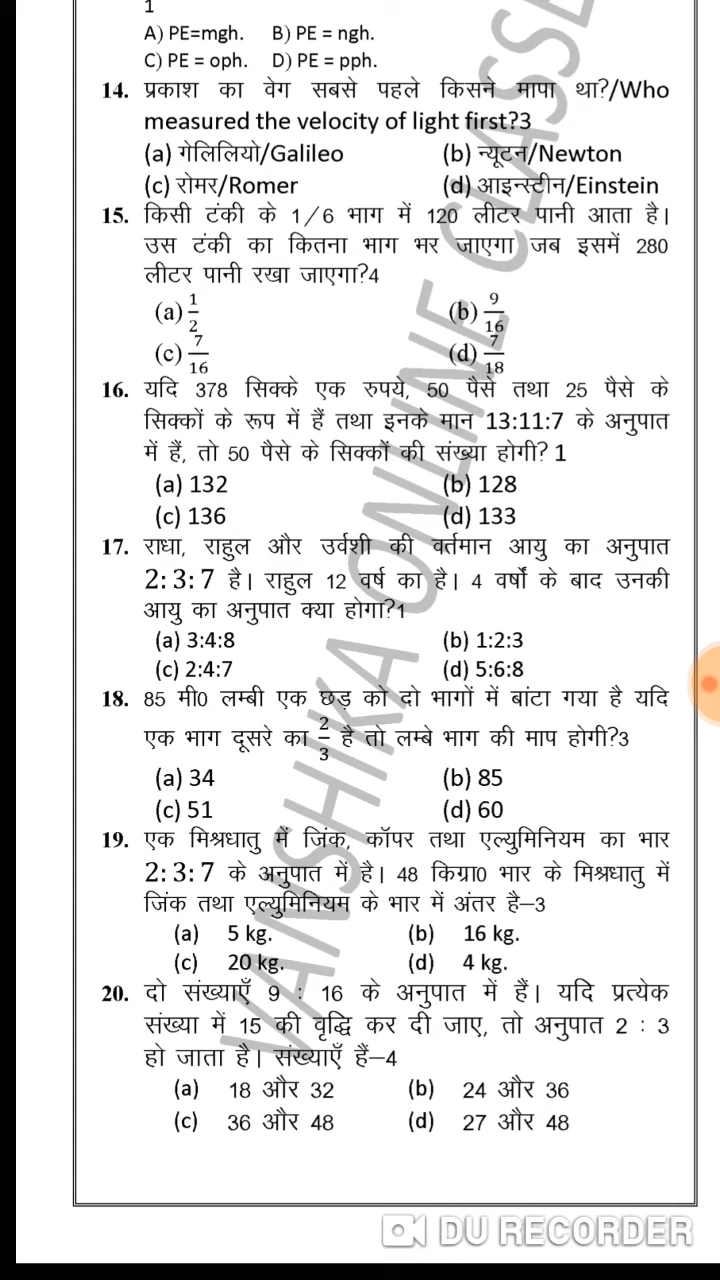 1
A) PE=mgh. B) PE = ngh.
C) PE = oph. D) PE = pph.
14. प्रकाश का वेग सबसे पहले किसने मापा था?/Who
measured the velocity of light first?3
(a) गेलिलियो/Galileo (b) न्यूटन/Newton
(c) रोमर/Romer (d) आइन्स्टीन/Einstein
15. किसी टंकी के 1/6 भाग में 120 लीटर पानी आता है।
उस टंकी का कितना भाग भर जाएगा जब इसमें 280
लीटर पानी रखा जाएगा?4
(a) 1/2 (b) 9/16
(c) 7/16 (d) 7/18
16. यदि 378 सिक्के एक रुपये, 50 पैसे तथा 25 पैसे के
सिक्कों के रूप में हैं तथा इनके मान 13:11:7 के अनुपात
में हैं, तो 50 पैसे के सिक्कों की संख्या होगी? 1
(a) 132 (b) 128
(c) 136 (d) 133
17. राधा, राहुल और उर्वशी की वर्तमान आयु का अनुपात
2:3:7 है। राहुल 12 वर्ष का है। 4 वर्षों के बाद उनकी
आयु का अनुपात क्या होगा?1
(a) 3:4:8 (b) 1:2:3
(c) 2:4:7 (d) 5:6:8
18. 85 मी0 लम्बी एक छड़ को दो भागों में बांटा गया है यदि
एक भाग दूसरे का 2/3 है तो लम्बे भाग की माप होगी?3
(a) 34 (b) 85
(c) 51 (d) 60
19. एक मिश्रधातु में जिंक, कॉपर तथा एल्युमिनियम का भार
2:3:7 के अनुपात में है। 48 किग्रा0 भार के मिश्रधातु में
जिंक तथा एल्युमिनियम के भार में अंतर है–3
(a) 5 kg. (b) 16 kg.
(c) 20 kg. (d) 4 kg.
20. दो संख्याएँ 9 : 16 के अनुपात में हैं। यदि प्रत्येक
संख्या में 15 की वृद्धि कर दी जाए, तो अनुपात 2 : 3
हो जाता है। संख्याएँ हैं–4
(a) 18 और 32 (b) 24 और 36
(c) 36 और 48 (d) 27 और 48
VANSHIKA ONLINE CLASSE
DU RECORDER